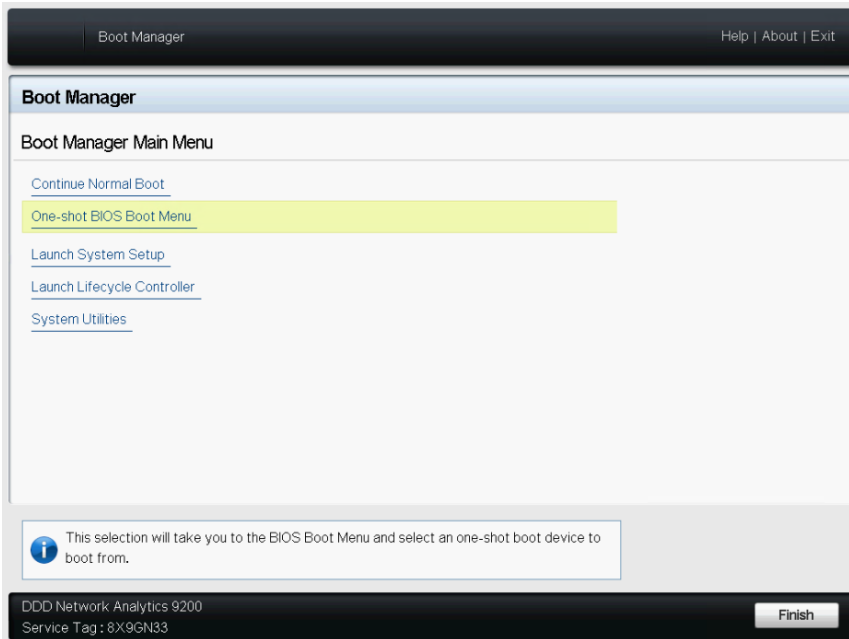 Boot Manager
Help | About | Exit
Boot Manager
Boot Manager Main Menu
Continue Normal Boot
One-shot BIOS Boot Menu
Launch System Setup
Launch Lifecycle Controller
System Utilities
This selection will take you to the BIOS Boot Menu and select an one-shot boot device to
boot from.
DDD Network Analytics 9200
Service Tag : 8X9GN33
Finish